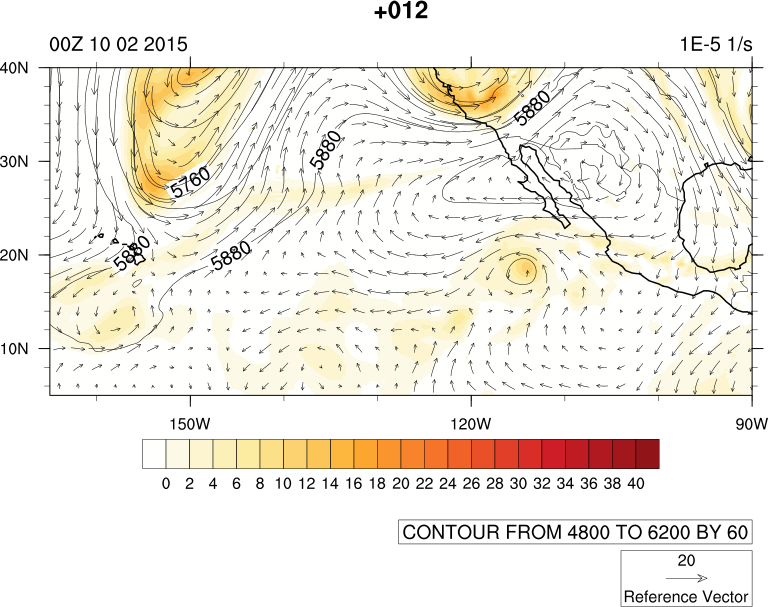 +012
00Z 10 02 2015 1E-5 1/s
40N
5880
5880
30N
5760
5880
5880
20N
10N
150W 120W 90W
0 2 4 6 8 10 12 14 16 18 20 22 24 26 28 30 32 34 36 38 40
CONTOUR FROM 4800 TO 6200 BY 60
20
Reference Vector